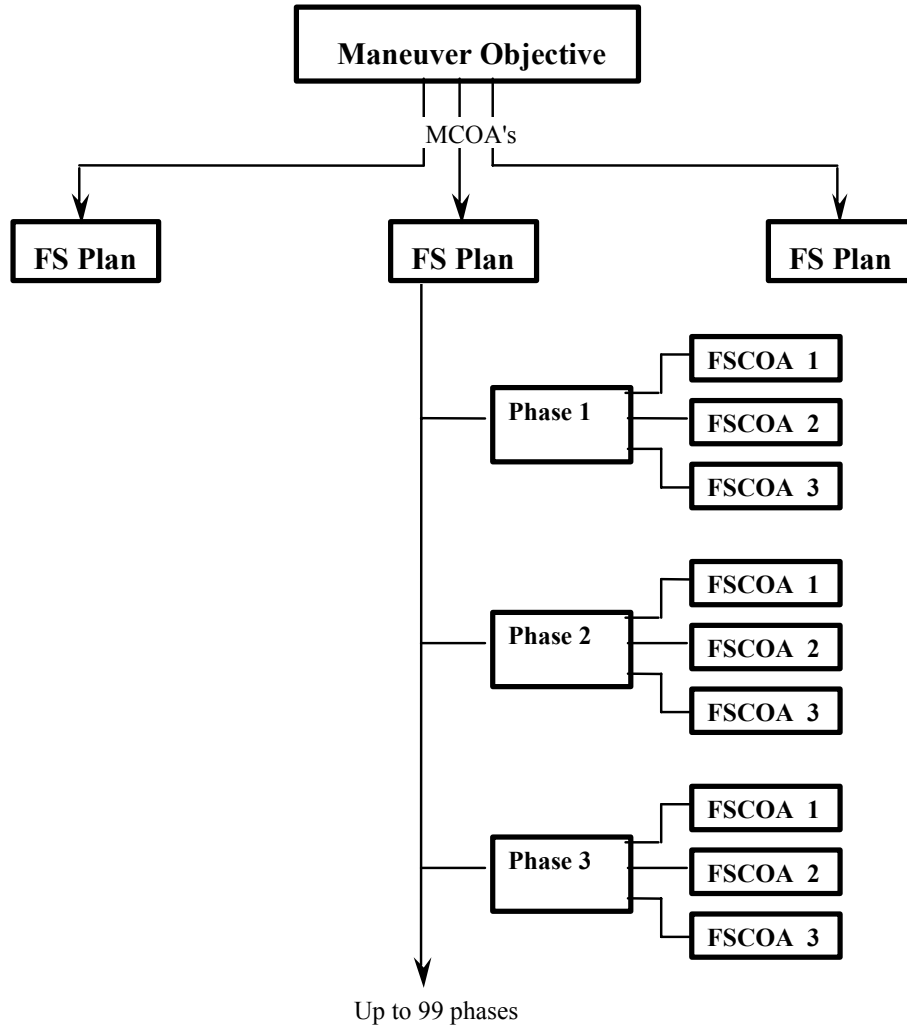 Maneuver Objective
MCOA's
FS Plan
FS Plan
FS Plan
Phase 1
FSCOA 1
FSCOA 2
FSCOA 3
Phase 2
FSCOA 1
FSCOA 2
FSCOA 3
Phase 3
FSCOA 1
FSCOA 2
FSCOA 3
Up to 99 phases